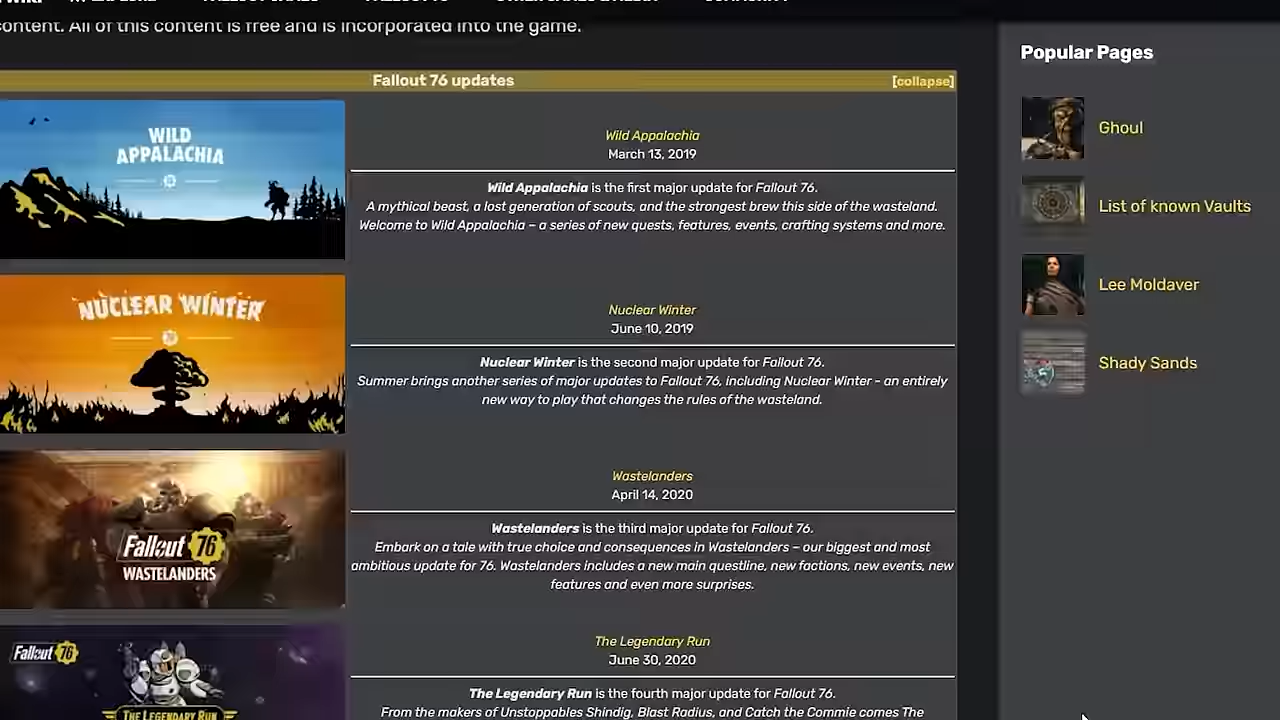 content. All of this content is free and is incorporated into the game.
Fallout 76 updates
[collapse]
WILD
APPALACHIA
76
Wild Appalachia
March 13, 2019
Wild Appalachia is the first major update for Fallout 76.
A mythical beast, a lost generation of scouts, and the strongest brew this side of the wasteland.
Welcome to Wild Appalachia – a series of new quests, features, events, crafting systems and more.
NUCLEAR WINTER
76
Nuclear Winter
June 10, 2019
Nuclear Winter is the second major update for Fallout 76.
Summer brings another series of major updates to Fallout 76, including Nuclear Winter - an entirely
new way to play that changes the rules of the wasteland.
Fallout 76
WASTELANDERS
Wastelanders
April 14, 2020
Wastelanders is the third major update for Fallout 76.
Embark on a tale with true choice and consequences in Wastelanders – our biggest and most
ambitious update for 76. Wastelanders includes a new main questline, new factions, new events, new
features and even more surprises.
Fallout 76
THE LEGENDARY RUN
The Legendary Run
June 30, 2020
The Legendary Run is the fourth major update for Fallout 76.
From the makers of Unstoppables Shindig, Blast Radius, and Catch the Commie comes The
Popular Pages
Ghoul
List of known Vaults
Lee Moldaver
Shady Sands